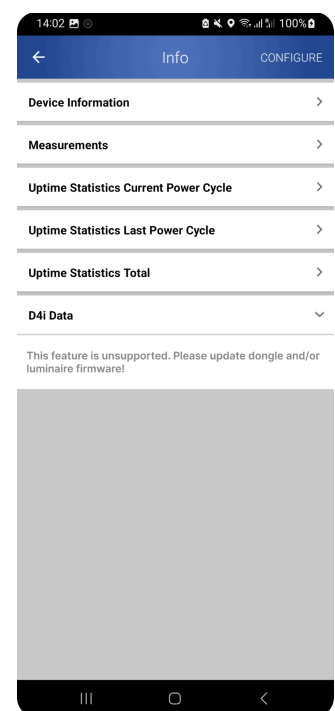 14:02 100%
Info CONFIGURE
Device Information
Measurements
Uptime Statistics Current Power Cycle
Uptime Statistics Last Power Cycle
Uptime Statistics Total
D4i Data
This feature is unsupported. Please update dongle and/or
luminaire firmware!